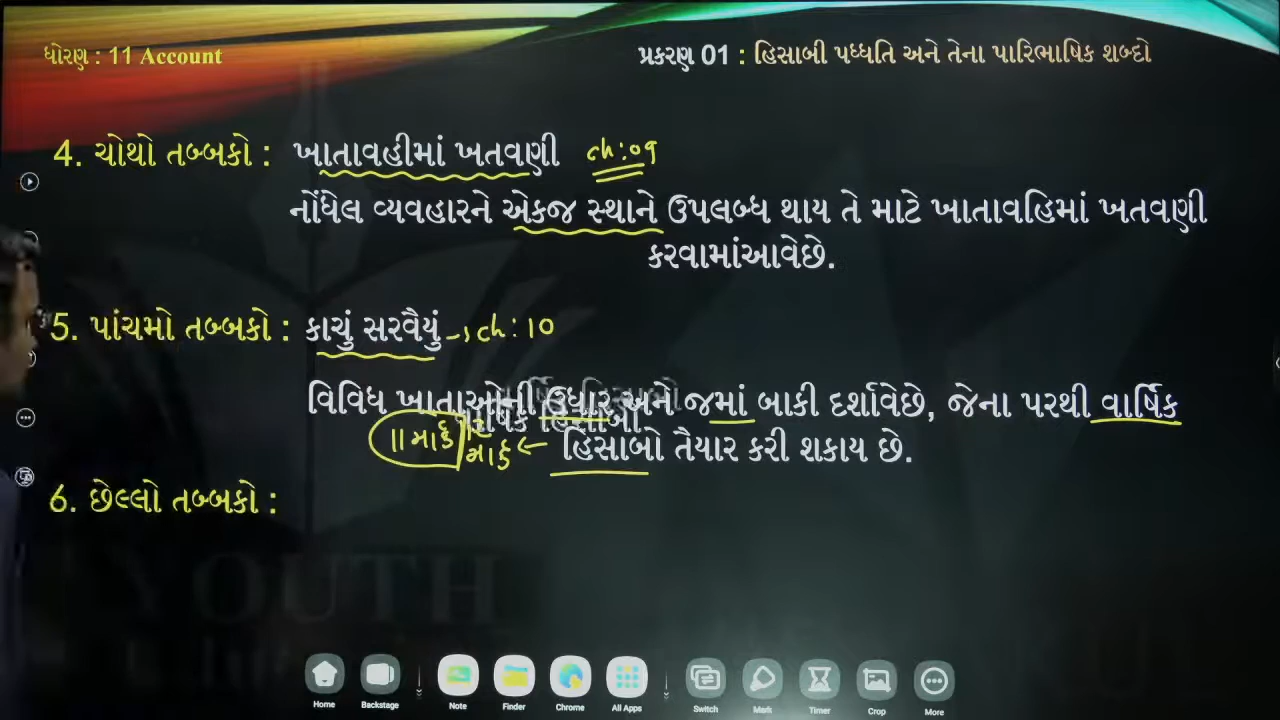 ધોરણ : 11 Account
પ્રકરણ 01 : હિસાબી પધ્ધતિ અને તેના પારિભાષિક શબ્દો
4. ચોથો તબ્બકો : ખાતાવહીમાં ખતવણી ch:09
નોંધેલ વ્યવહારને એકજ સ્થાને ઉપલબ્ધ થાય તે માટે ખાતાવહિમાં ખતવણી
કરવામાંઆવેછે.
5. પાંચમો તબ્બકો : કાચું સરવૈયું → ch:10
વિવિધ ખાતાઓની ઉધાર અને જમાં બાકી દર્શાવેછે, જેના પરથી વાર્ષિક
વાર્ષિક હિસાબો
હિસાબો તૈયાર કરી શકાય છે.
6. છેલ્લો તબ્બકો :
OUTH
Home Backstage Note Finder Chrome All Apps Switch Mark Timer Crop More